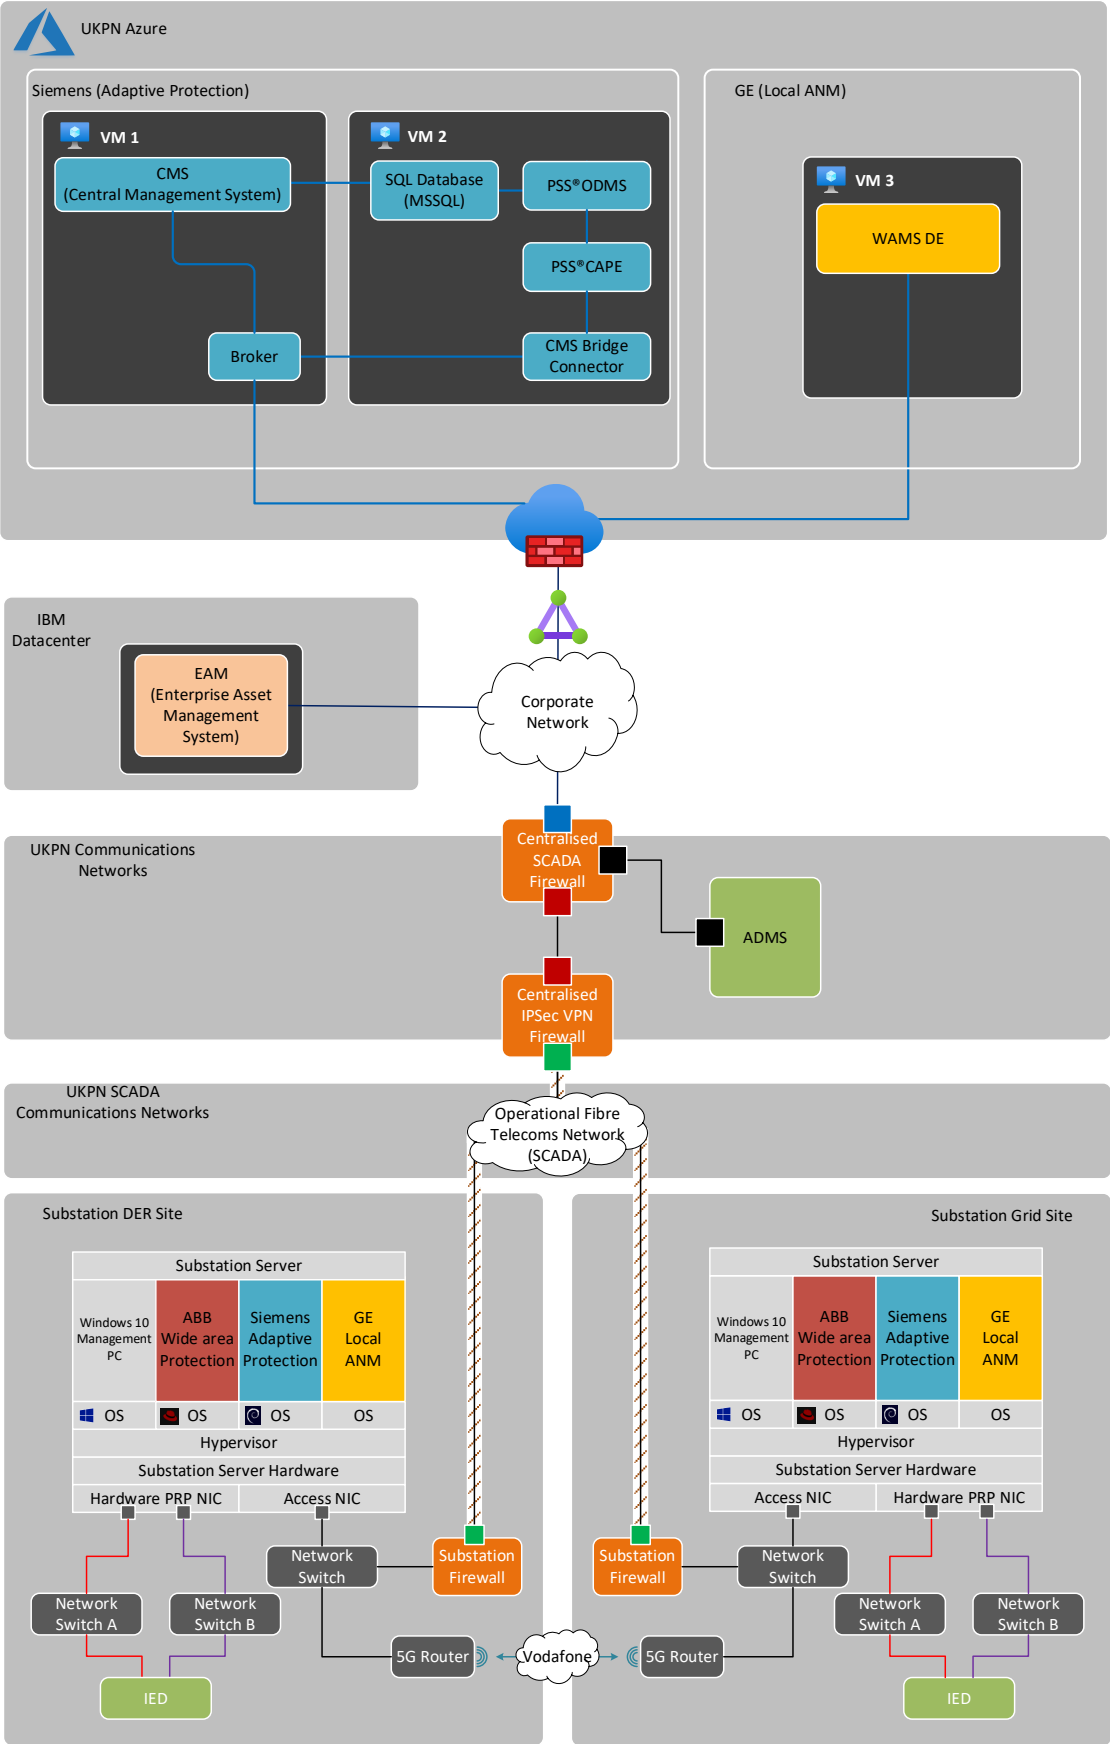 UKPN Azure
Siemens (Adaptive Protection)
GE (Local ANM)
VM 1
VM 2
VM 3
CMS
(Central Management System)
SQL Database
(MSSQL)
PSS®ODMS
WAMS DE
PSS®CAPE
Broker
CMS Bridge
Connector
IBM
Datacenter
EAM
(Enterprise Asset
Management
System)
Corporate
Network
UKPN Communications
Networks
Centralised
SCADA
Firewall
ADMS
Centralised
IPSec VPN
Firewall
UKPN SCADA
Communications Networks
Operational Fibre
Telecoms Network
(SCADA)
Substation DER Site
Substation Server
Windows 10
Management
PC
ABB
Wide area
Protection
Siemens
Adaptive
Protection
GE
Local
ANM
OS
OS
OS
OS
Hypervisor
Substation Server Hardware
Hardware PRP NIC
Access NIC
Network
Switch
Substation
Firewall
Network
Switch A
Network
Switch B
5G Router
IED
Vodafone
Substation Grid Site
Substation Server
Windows 10
Management
PC
ABB
Wide area
Protection
Siemens
Adaptive
Protection
GE
Local
ANM
OS
OS
OS
OS
Hypervisor
Substation Server Hardware
Access NIC
Hardware PRP NIC
Substation
Firewall
Network
Switch
Network
Switch A
Network
Switch B
5G Router
IED